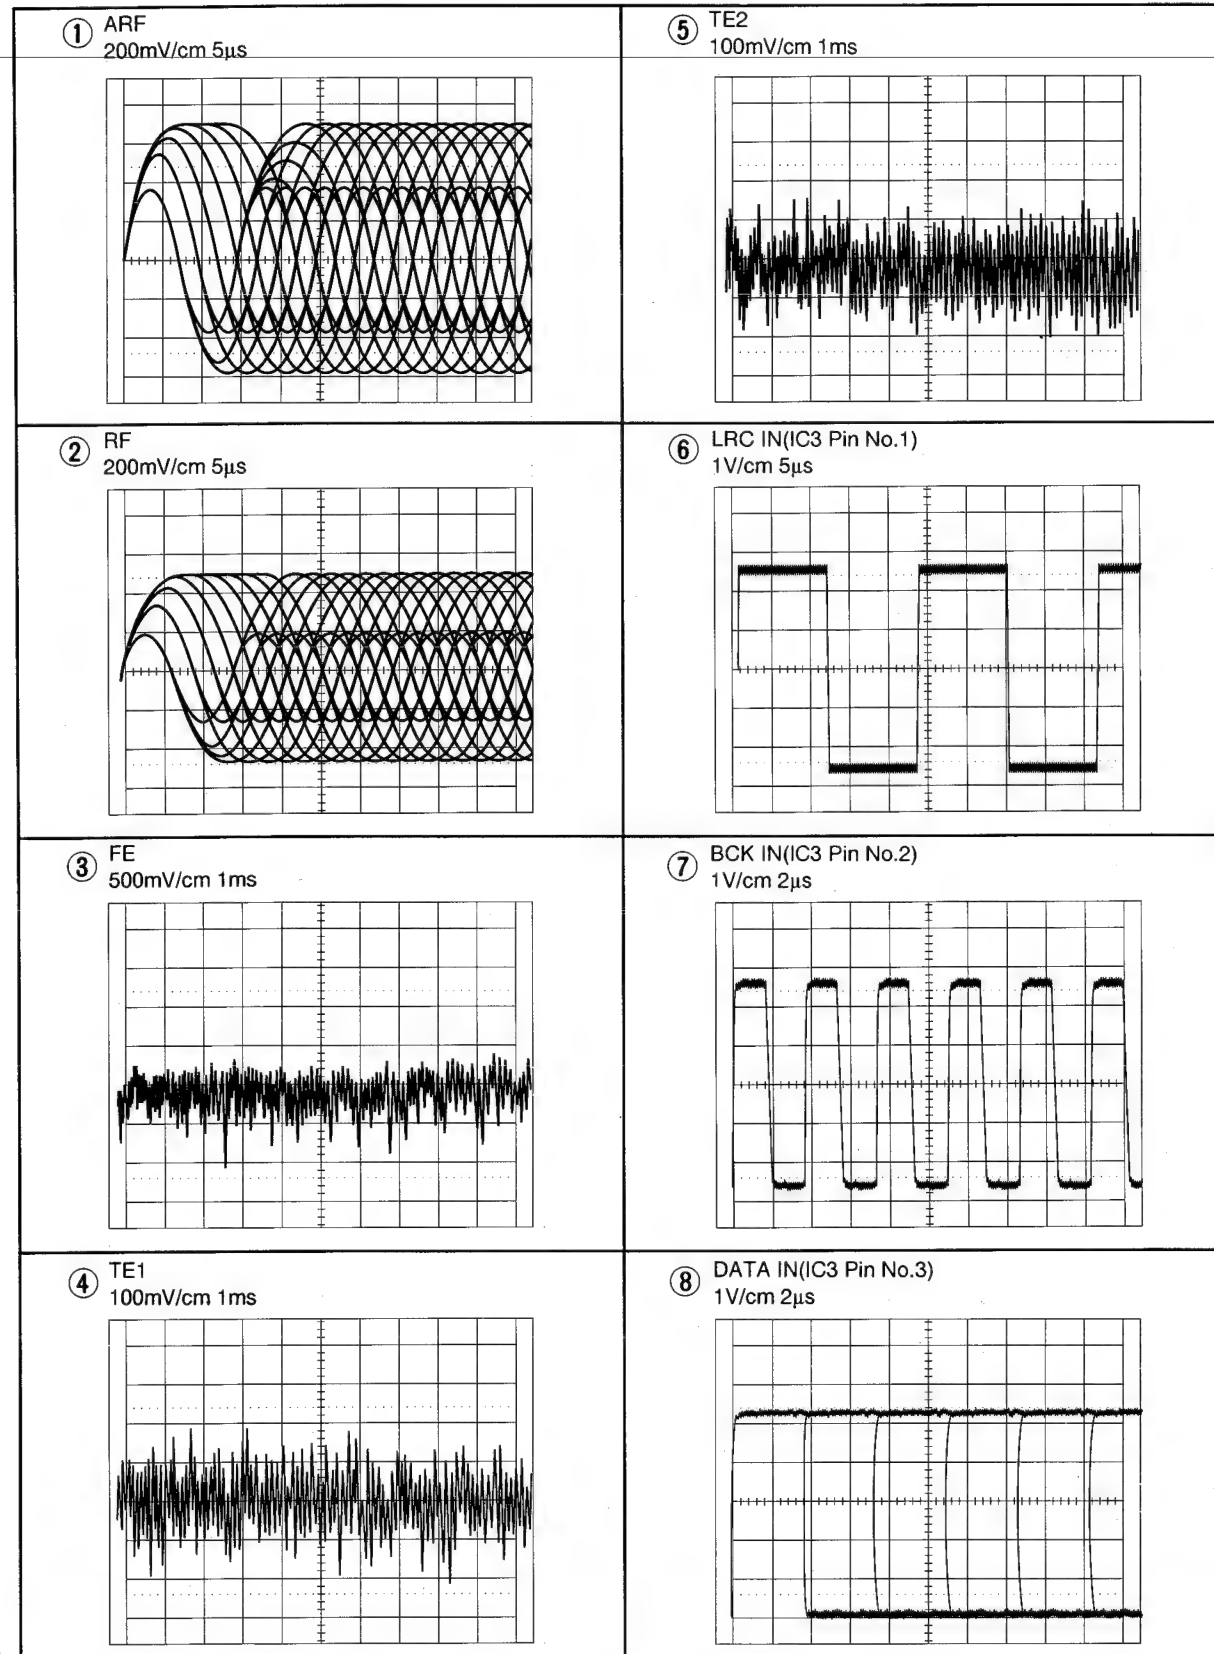 ① ARF
200mV/cm 5μs
② RF
200mV/cm 5μs
③ FE
500mV/cm 1ms
④ TE1
100mV/cm 1ms
⑤ TE2
100mV/cm 1ms
⑥ LRC IN(IC3 Pin No.1)
1V/cm 5μs
⑦ BCK IN(IC3 Pin No.2)
1V/cm 2μs
⑧ DATA IN(IC3 Pin No.3)
1V/cm 2μs